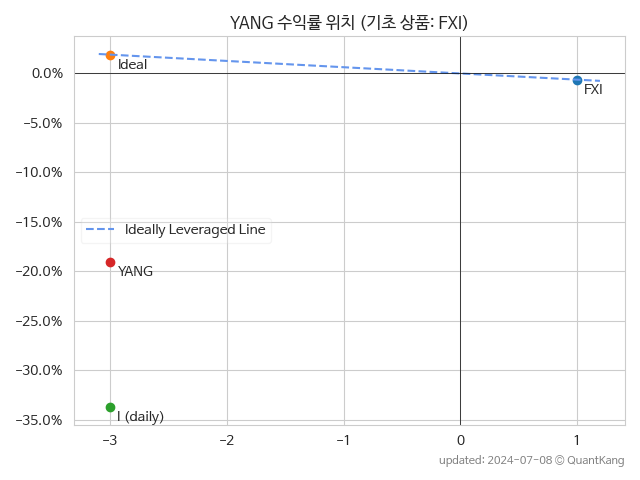 YANG 수익률 위치 (기초 상품: FXI)
Ideal
0.0%
FXI
−5.0%
−10.0%
−15.0%
Ideally Leveraged Line
−20.0%
YANG
−25.0%
−30.0%
−35.0%
I (daily)
−3
−2
−1
0
1
updated: 2024-07-08 © QuantKang